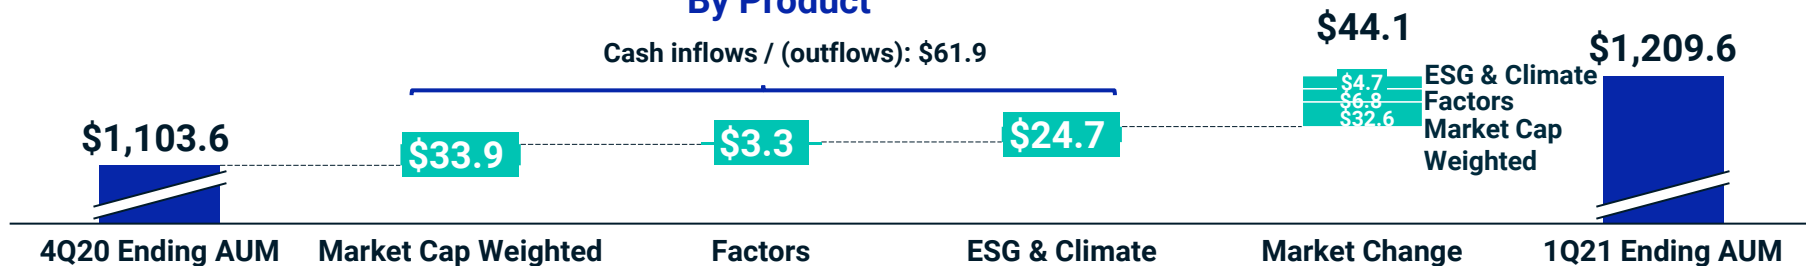 By Product
Cash inflows / (outflows): $61.9
$1,103.6
$33.9
$3.3
$24.7
$44.1
$4.7
$6.8
$32.6
ESG & Climate
Factors
Market Cap
Weighted
$1,209.6
4Q20 Ending AUM
Market Cap Weighted
Factors
ESG & Climate
Market Change
1Q21 Ending AUM